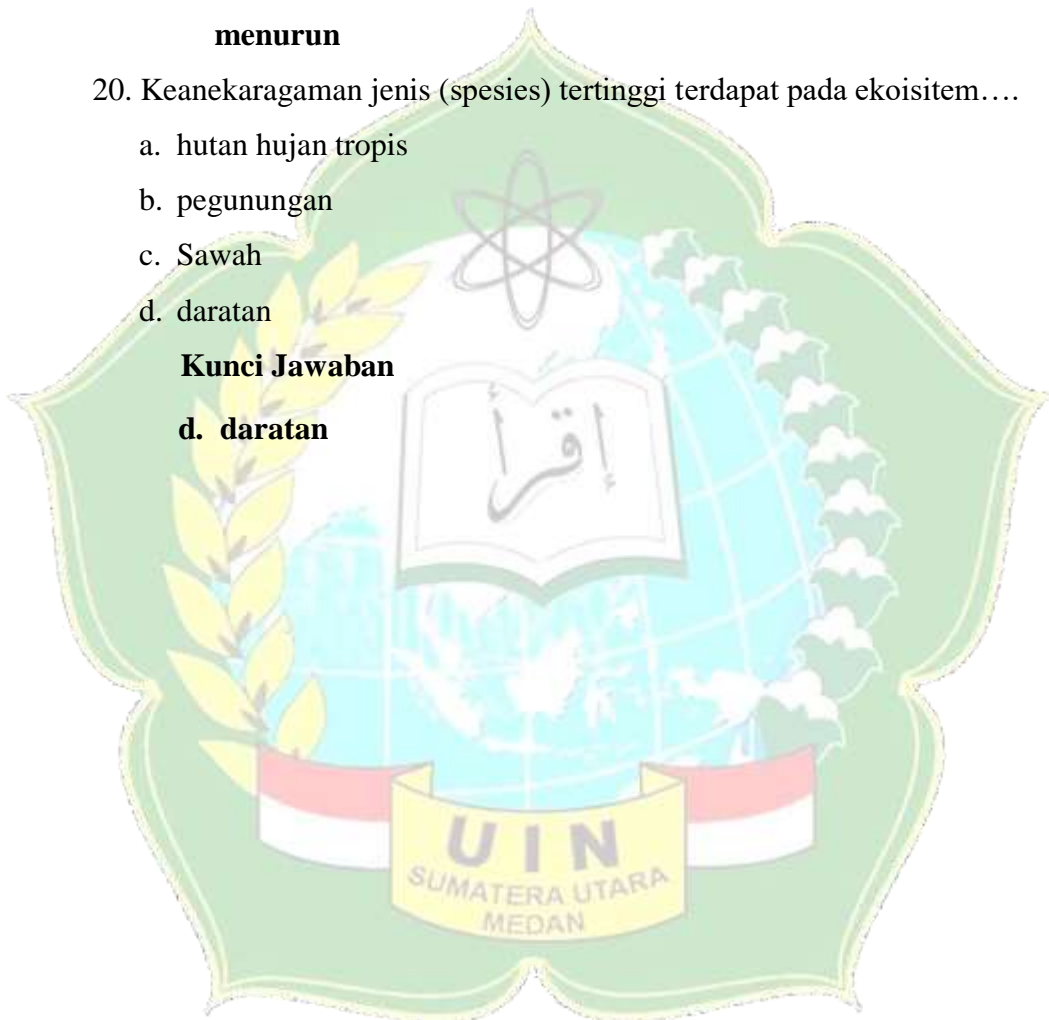 menurun
20. Keanekaragaman jenis (spesies) tertinggi terdapat pada ekoisitem….
a. hutan hujan tropis
b. pegunungan
c. Sawah
d. daratan
Kunci Jawaban
d. daratan
إقرأ
UIN
SUMATERA UTARA
MEDAN